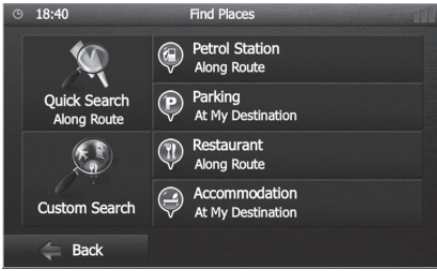 18:40 Find Places
Quick Search
Along Route
Custom Search
Petrol Station
Along Route
P Parking
At My Destination
Restaurant
Along Route
Accommodation
At My Destination
Back